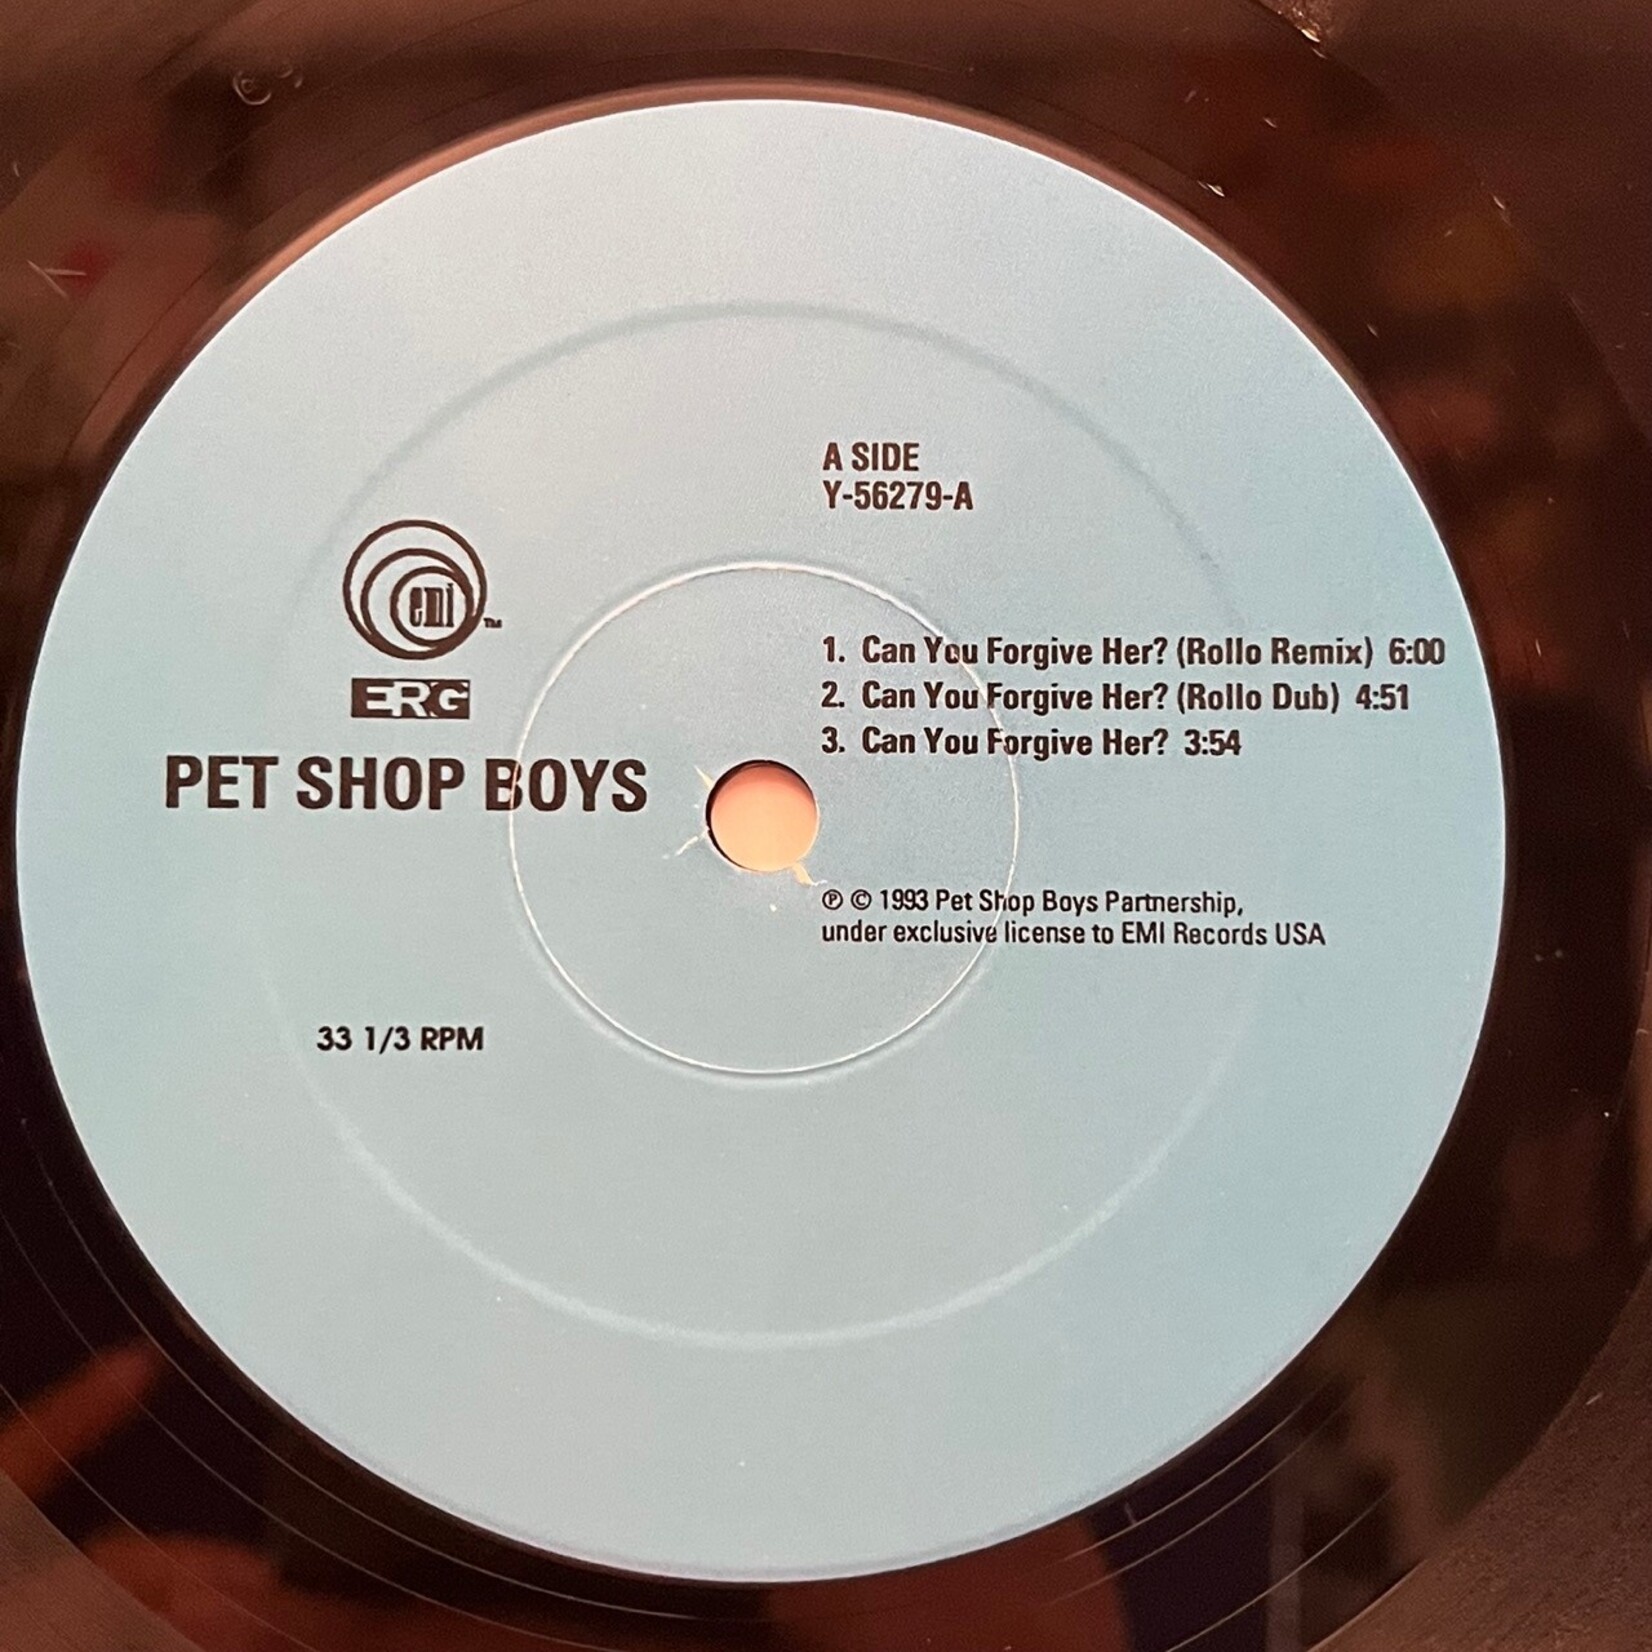 A SIDE
Y-56279-A
emi™
ERG
PET SHOP BOYS
1. Can You Forgive Her? (Rollo Remix) 6:00
2. Can You Forgive Her? (Rollo Dub) 4:51
3. Can You Forgive Her? 3:54
℗ © 1993 Pet Shop Boys Partnership,
under exclusive license to EMI Records USA
33 1/3 RPM